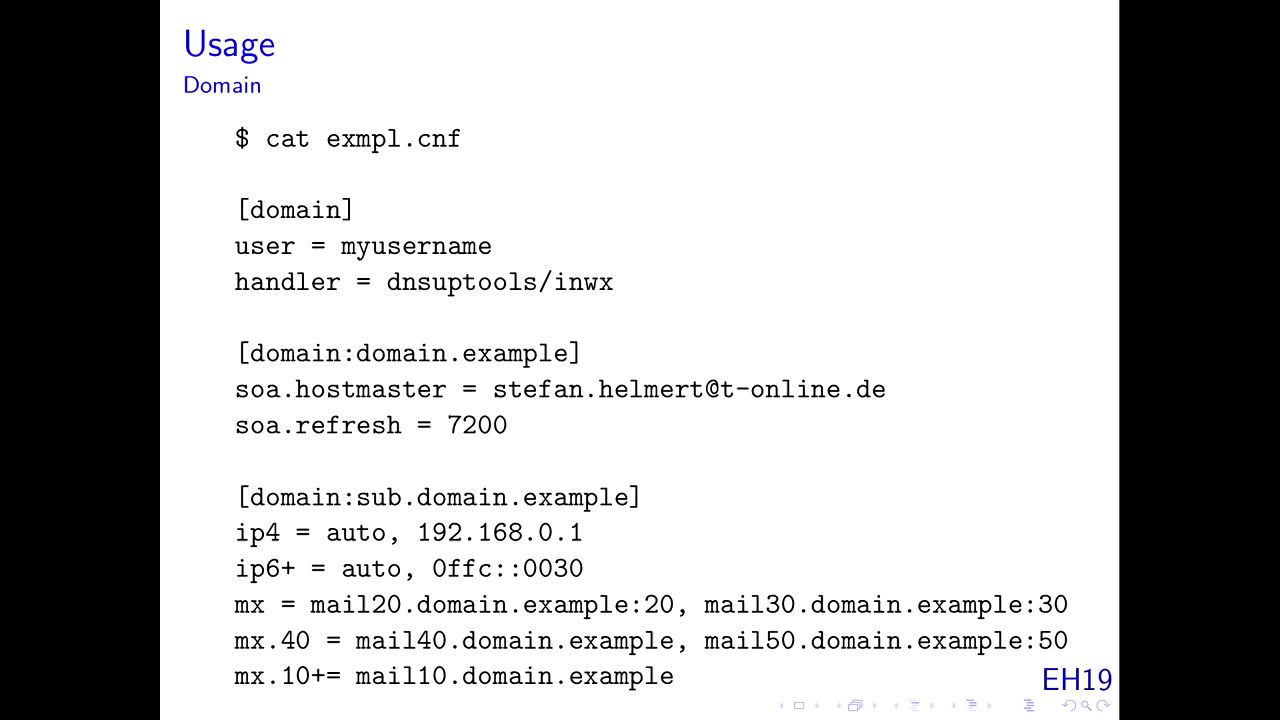 Usage
Domain
$ cat exmpl.cnf
[domain]
user = myusername
handler = dnsuptools/inwx
[domain:domain.example]
soa.hostmaster = stefan.helmert@t-online.de
soa.refresh = 7200
[domain:sub.domain.example]
ip4 = auto, 192.168.0.1
ip6+ = auto, 0ffc::0030
mx = mail20.domain.example:20, mail30.domain.example:30
mx.40 = mail40.domain.example, mail50.domain.example:50
mx.10+= mail10.domain.example
EH19